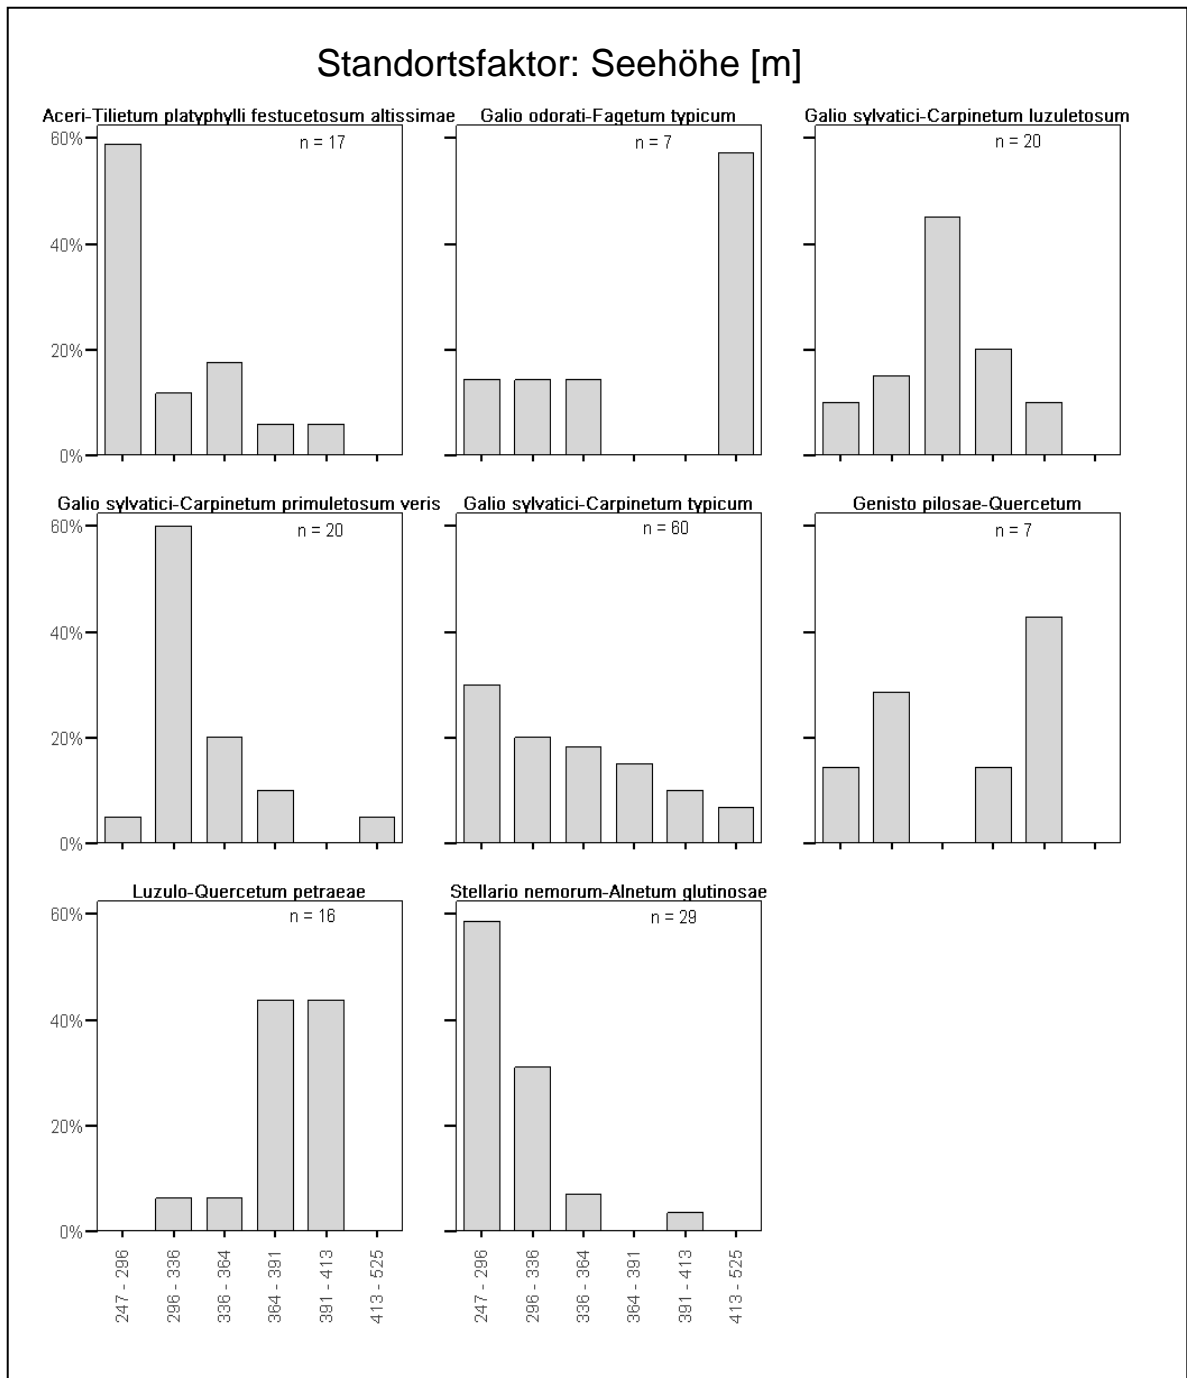 Standortsfaktor: Seehöhe [m]
Aceri-Tilietum platyphylli festucetosum altissimae
n = 17
60%
40%
20%
0%
Galio odorati-Fagetum typicum
n = 7
Galio sylvatici-Carpinetum luzuletosum
n = 20
Galio sylvatici-Carpinetum primuletosum veris
n = 20
60%
40%
20%
0%
Galio sylvatici-Carpinetum typicum
n = 60
Genisto pilosae-Quercetum
n = 7
Luzulo-Quercetum petraeae
n = 16
60%
40%
20%
0%
247 - 296
296 - 336
336 - 364
364 - 391
391 - 413
413 - 525
Stellario nemorum-Alnetum glutinosae
n = 29
247 - 296
296 - 336
336 - 364
364 - 391
391 - 413
413 - 525